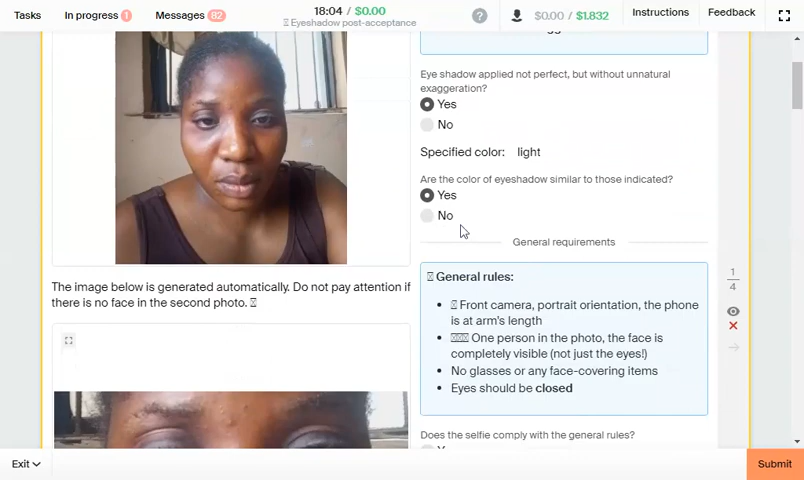 Tasks
In progress 1
Messages 82
18:04 / $0.00
Eyeshadow post-acceptance
?
$0.00 / $1.832
Instructions
Feedback
Eye shadow applied not perfect, but without unnatural
exaggeration?
Yes
No
Specified color: light
Are the color of eyeshadow similar to those indicated?
Yes
No
General requirements
General rules:
• Front camera, portrait orientation, the phone
is at arm's length
• One person in the photo, the face is
completely visible (not just the eyes!)
• No glasses or any face-covering items
• Eyes should be closed
Does the selfie comply with the general rules?
The image below is generated automatically. Do not pay attention if
there is no face in the second photo.
1
4
Exit
Submit